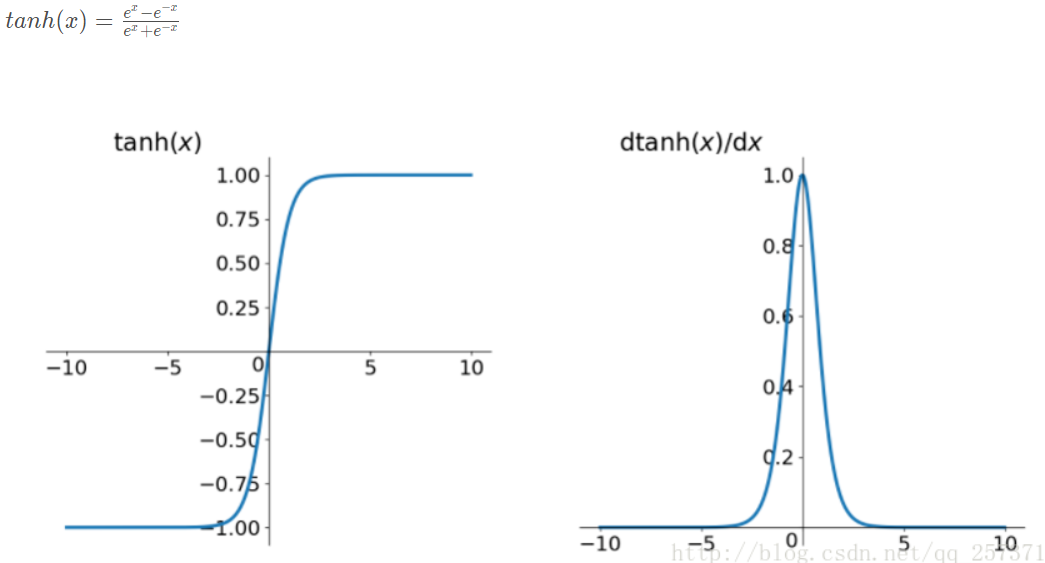 tanh(x) = \frac{e^x - e^{-x}}{e^x + e^{-x}}
tanh(x)
dtanh(x)/dx
1.00
0.75
0.50
0.25
−10 −5 0 5 10
−0.25
−0.50
−0.75
−1.00
1.0
0.8
0.6
0.4
0.2
−10 −5 0 5 10
http://blog.csdn.net/qq_257371